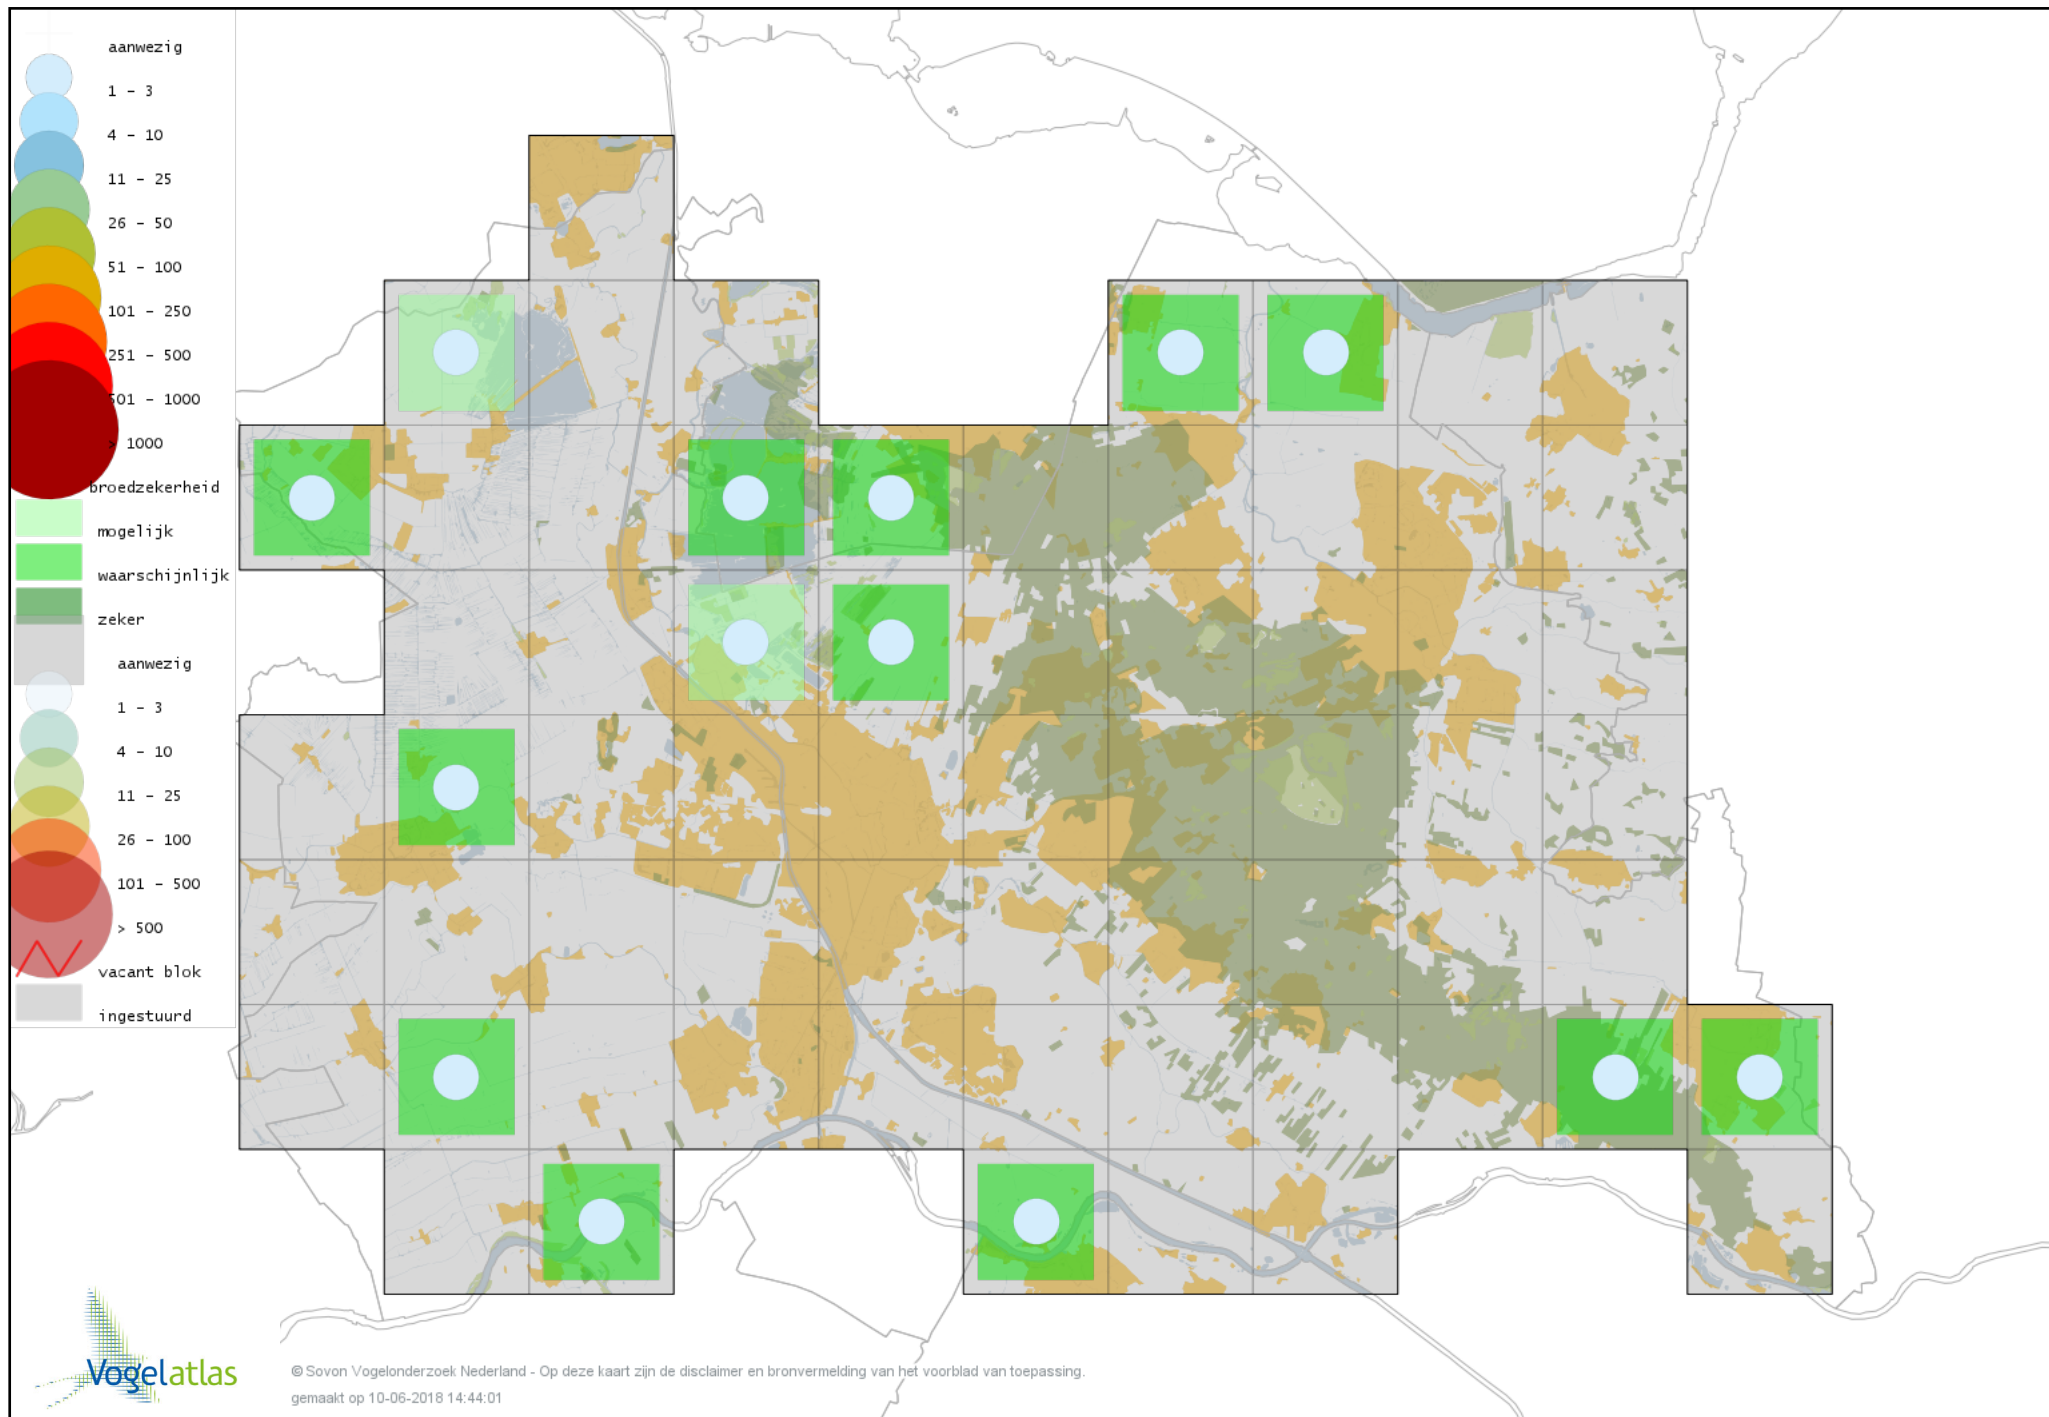 aanwezig
1 - 3
4 - 10
11 - 25
26 - 50
51 - 100
101 - 250
251 - 500
501 - 1000
> 1000
broedzekerheid
mogelijk
waarschijnlijk
zeker
aanwezig
1 - 3
4 - 10
11 - 25
26 - 100
101 - 500
> 500
vacant blok
ingestuurd
Vogelatlas
© Sovon Vogelonderzoek Nederland - Op deze kaart zijn de disclaimer en bronvermelding van het voorblad van toepassing.
gemaakt op 10-06-2018 14:44:01